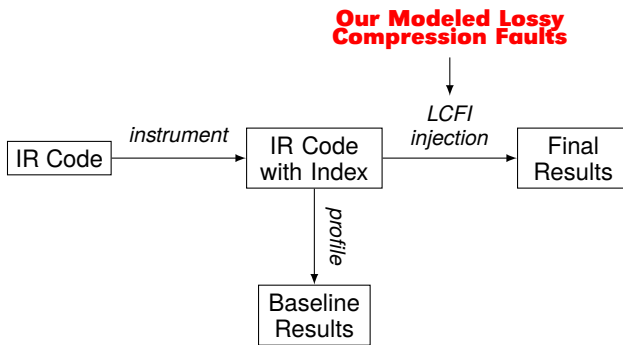 Our Modeled Lossy
Compression Faults
LCFI
injection
instrument
IR Code
IR Code
with Index
Final
Results
profile
Baseline
Results